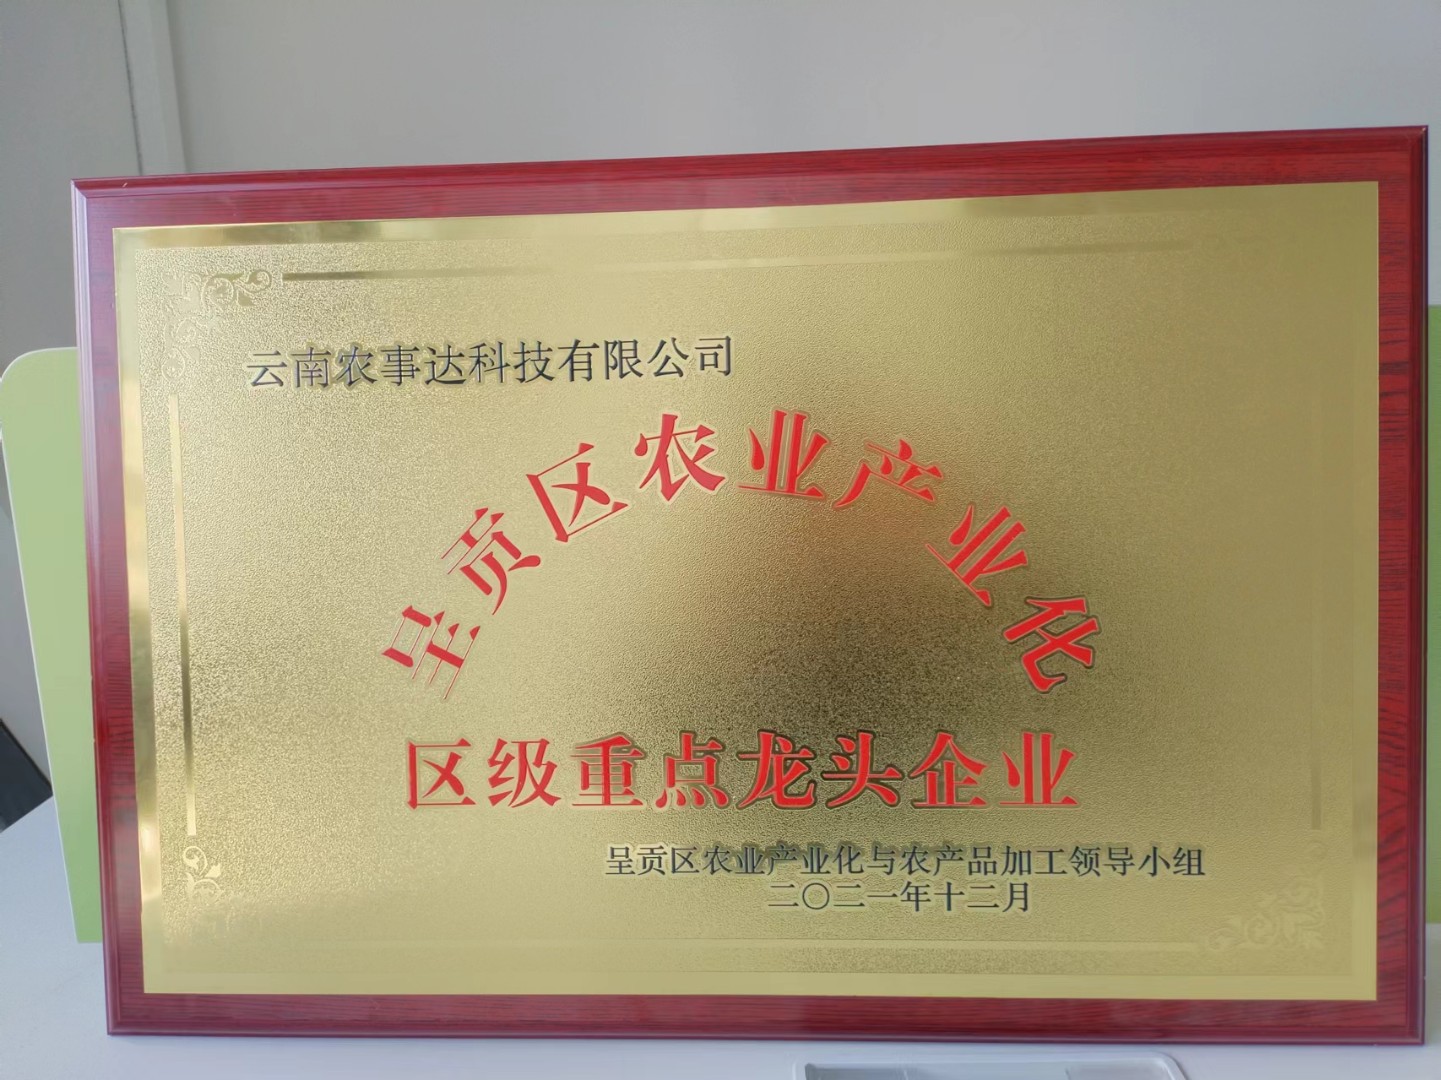 云南农事达科技有限公司
呈贡区农业产业化
区级重点龙头企业
呈贡区农业产业化与农产品加工领导小组
二〇二一年十二月